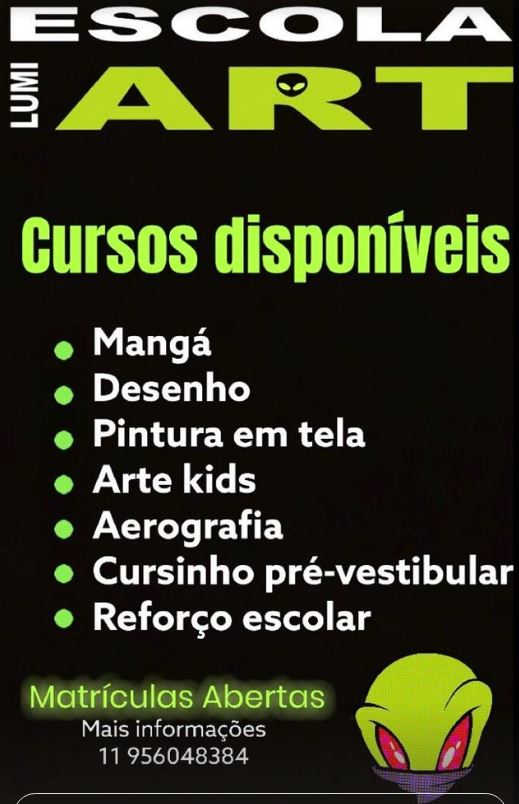 ESCOLA
LUMI ART
Cursos disponíveis
Mangá
Desenho
Pintura em tela
Arte kids
Aerografia
Cursinho pré-vestibular
Reforço escolar
Matrículas Abertas
Mais informações
11 956048384